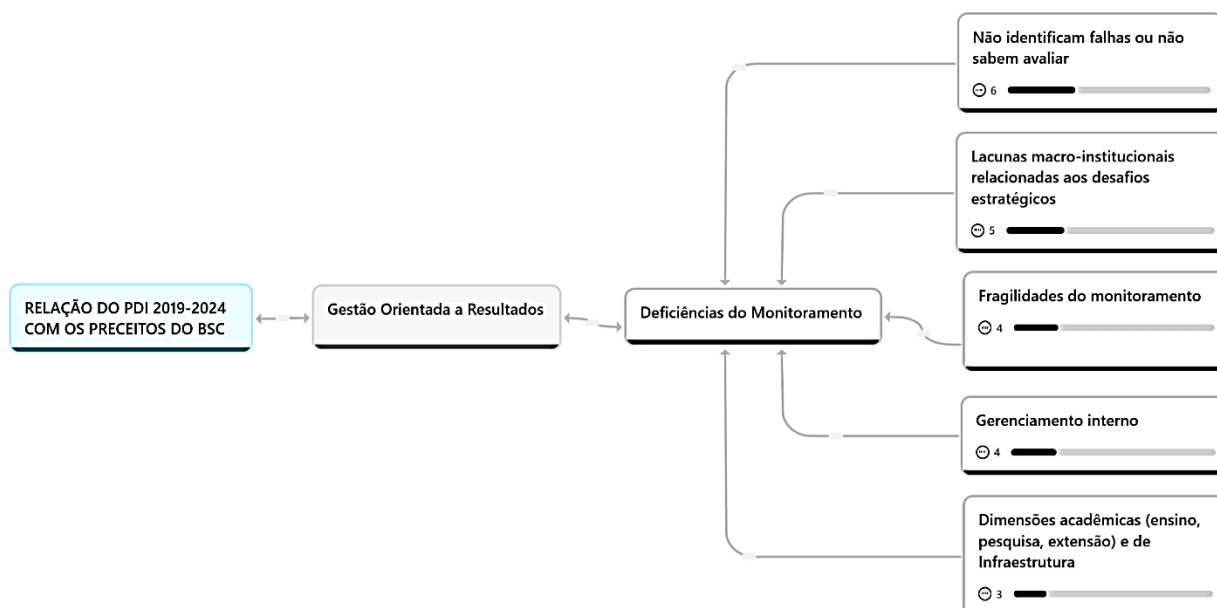 RELAÇÃO DO PDI 2019-2024
COM OS PRECEITOS DO BSC
Gestão Orientada a Resultados
Deficiências do Monitoramento
Não identificam falhas ou não
sabem avaliar
6
Lacunas macro-institucionais
relacionadas aos desafios
estratégicos
5
Fragilidades do monitoramento
4
Gerenciamento interno
4
Dimensões acadêmicas (ensino,
pesquisa, extensão) e de
Infraestrutura
3